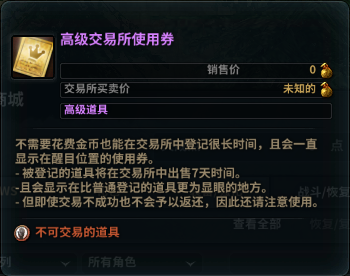 高级交易所使用券
销售价 0
交易所买卖价 未知的
高级道具
商城
不需要花费金币也能在交易所中登记很长时间，且会一直
显示在醒目位置的使用券。
- 被登记的道具将在交易所中出售7天时间。
-且会显示在比普通登记的道具更为显眼的地方。
- 但即使交易不成功也不会予以返还，因此还请注意使用。
战斗/恢复
查看全部
不可交易的道具
列
所有角色